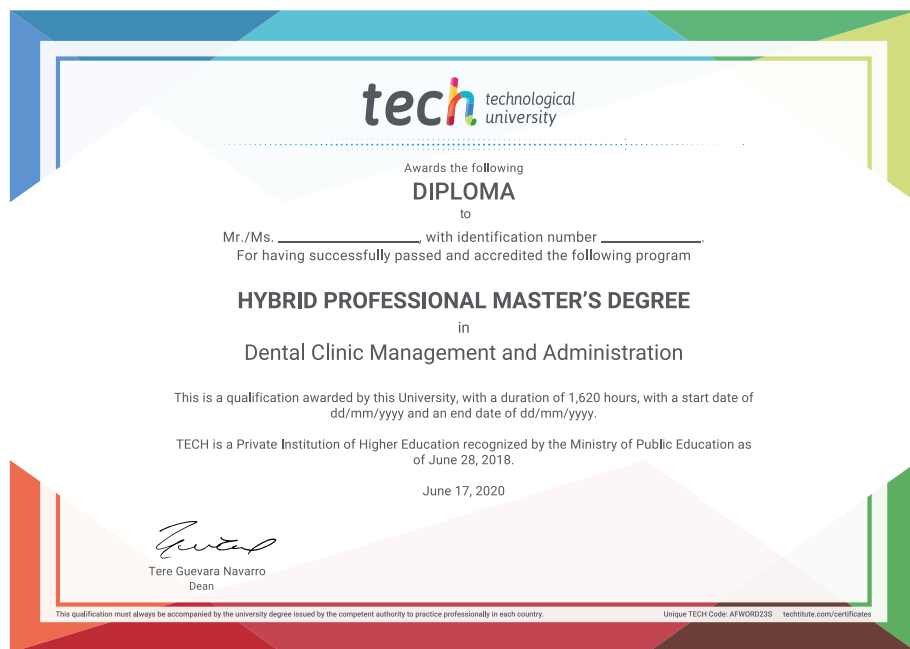 tech technological
university
Awards the following
DIPLOMA
to
Mr./Ms. ____________, with identification number ____________.
For having successfully passed and accredited the following program
HYBRID PROFESSIONAL MASTER'S DEGREE
in
Dental Clinic Management and Administration
This is a qualification awarded by this University, with a duration of 1,620 hours, with a start date of
dd/mm/yyyy and an end date of dd/mm/yyyy.
TECH is a Private Institution of Higher Education recognized by the Ministry of Public Education as
of June 28, 2018.
June 17, 2020
Tere Guevara Navarro
Dean
This qualification must always be accompanied by the university degree issued by the competent authority to practice professionally in each country. Unique TECH Code: AFWORD23S techtitute.com/certificates